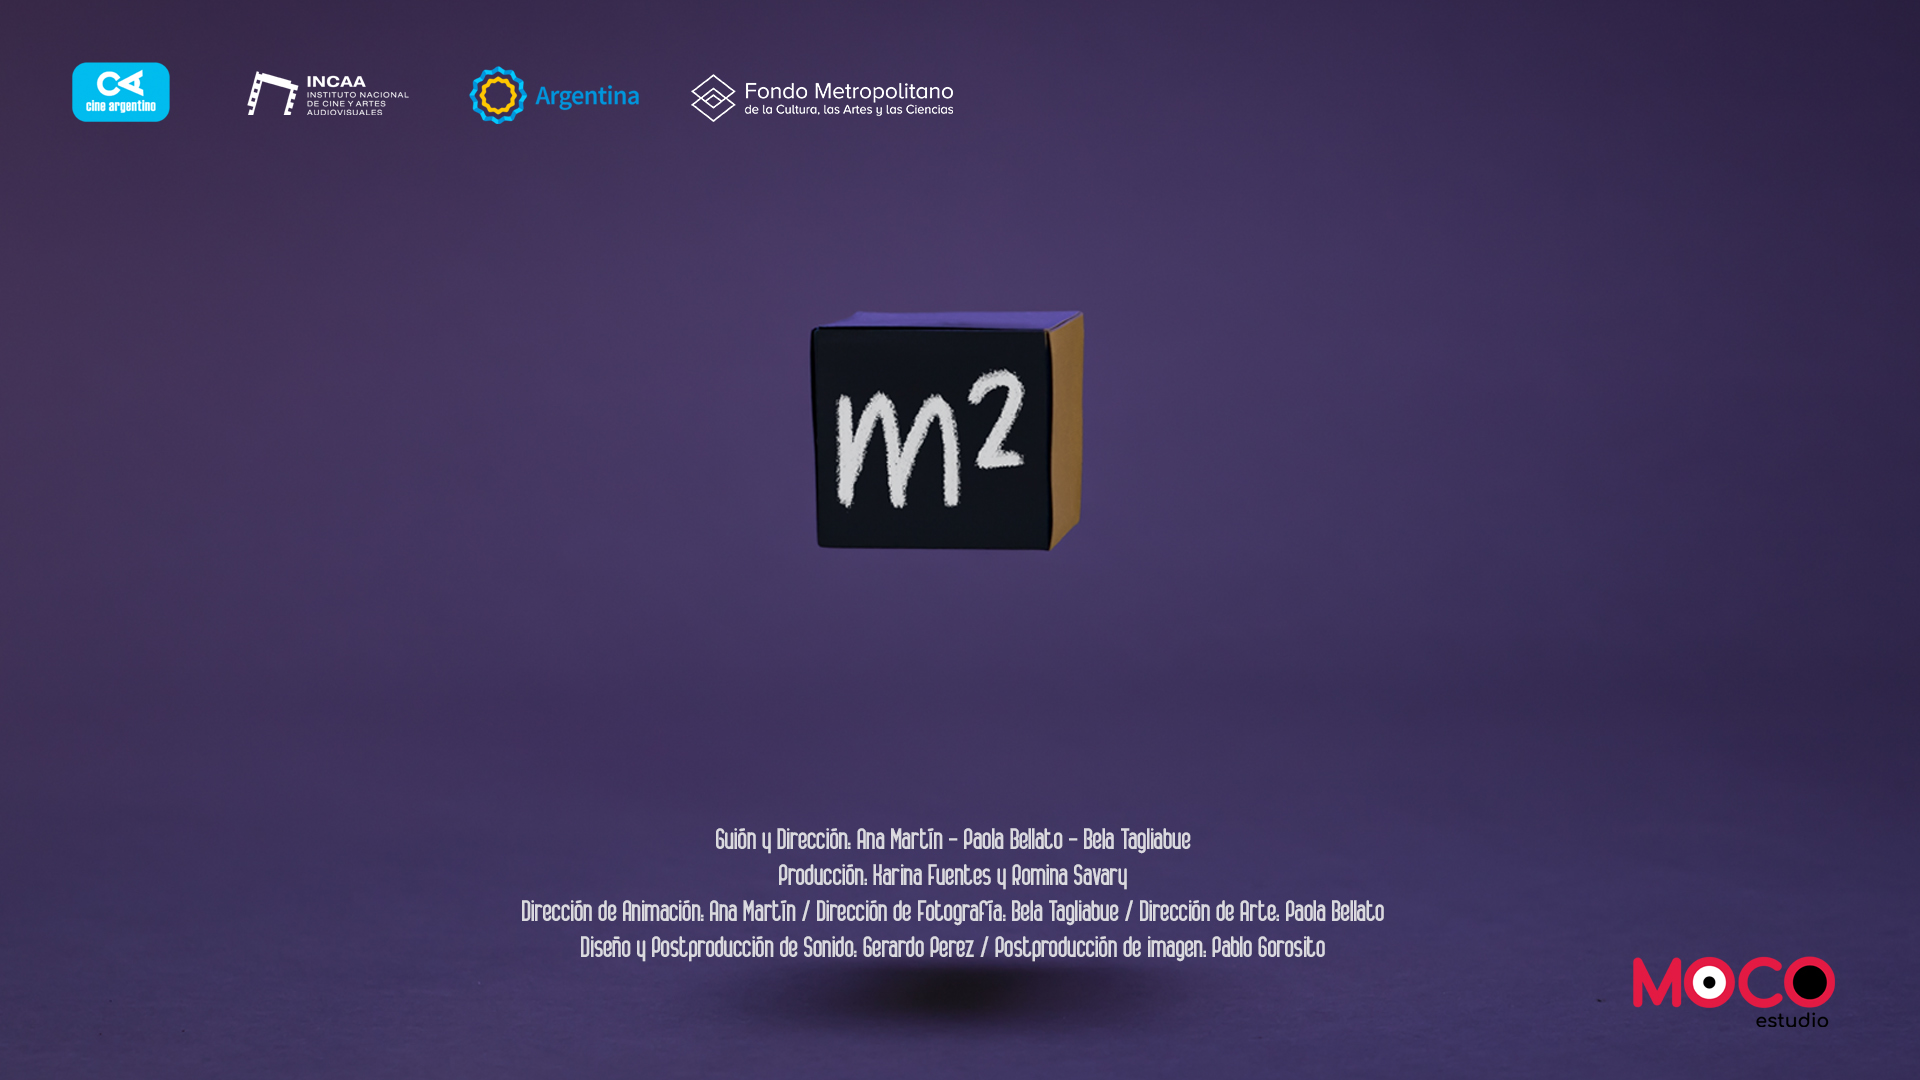 CA
cine argentino
INCAA
INSTITUTO NACIONAL
DE CINE Y ARTES
AUDIOVISUALES
Argentina
Fondo Metropolitano
de la Cultura, las Artes y las Ciencias
m²
Guión y Dirección: Ana Martín - Paola Bellato - Bela Tagliabue
Producción: Karina Fuentes y Romina Savary
Dirección de Animación: Ana Martín / Dirección de Fotografía: Bela Tagliabue / Dirección de Arte: Paola Bellato
Diseño y Postproducción de Sonido: Gerardo Perez / Postproducción de imagen: Pablo Gorosito
MOCO
estudio